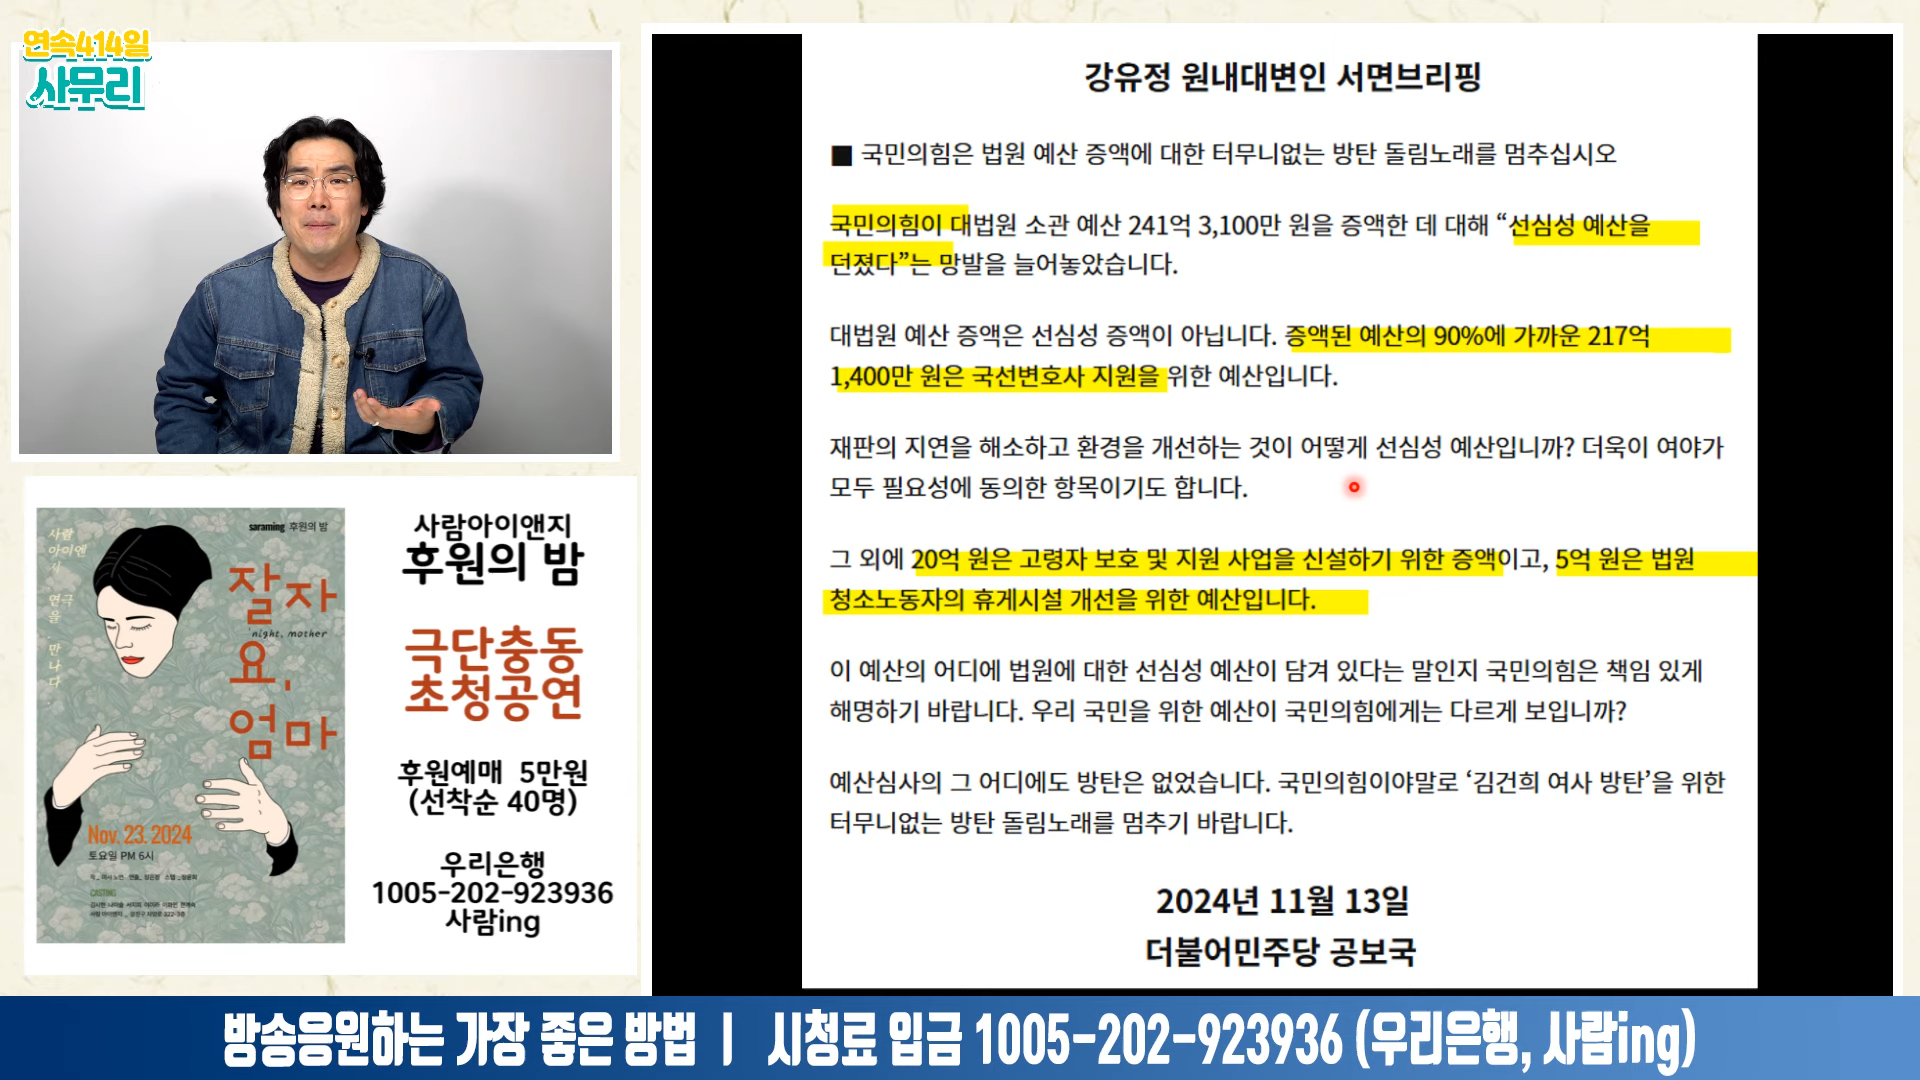 연속414일
사무리
강유정 원내대변인 서면브리핑
■ 국민의힘은 법원 예산 증액에 대한 터무니없는 방탄 돌림노래를 멈추십시오
국민의힘이 대법원 소관 예산 241억 3,100만 원을 증액한 데 대해 “선심성 예산을
던졌다”는 망발을 늘어놓았습니다.
대법원 예산 증액은 선심성 증액이 아닙니다. 증액된 예산의 90%에 가까운 217억
1,400만 원은 국선변호사 지원을 위한 예산입니다.
재판의 지연을 해소하고 환경을 개선하는 것이 어떻게 선심성 예산입니까? 더욱이 여야가
모두 필요성에 동의한 항목이기도 합니다.
그 외에 20억 원은 고령자 보호 및 지원 사업을 신설하기 위한 증액이고, 5억 원은 법원
청소노동자의 휴게시설 개선을 위한 예산입니다.
이 예산의 어디에 법원에 대한 선심성 예산이 담겨 있다는 말인지 국민의힘은 책임 있게
해명하기 바랍니다. 우리 국민을 위한 예산이 국민의힘에게는 다르게 보입니까?
예산심사의 그 어디에도 방탄은 없었습니다. 국민의힘이야말로 ‘김건희 여사 방탄’을 위한
터무니없는 방탄 돌림노래를 멈추기 바랍니다.
2024년 11월 13일
더불어민주당 공보국
saraming 후원의 밤
사람
아이엔
지,
연극
을
만
나
다
잘자
'night, mother
요,
엄마
Nov. 23. 2024
토요일 PM 6시
CASTING
사람아이앤지
후원의 밤
극단충동
초청공연
후원예매 5만원
(선착순 40명)
우리은행
1005-202-923936
사람ing
방송응원하는 가장 좋은 방법 | 시청료 입금 1005-202-923936 (우리은행, 사람ing)